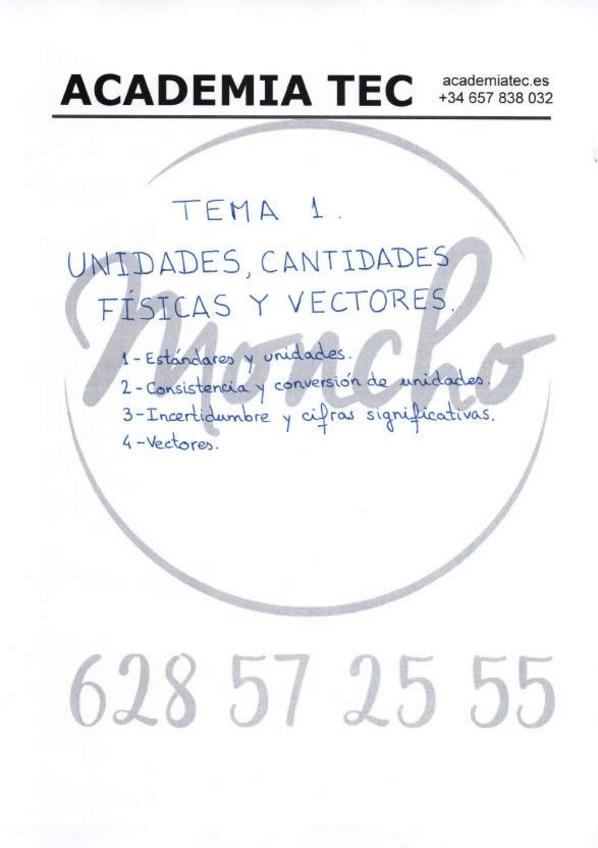 ACADEMIA TEC
academiatec.es
+34 657 838 032
TEMA 1.
UNIDADES, CANTIDADES
FÍSICAS Y VECTORES.
Moncho
1-Estándares y unidades.
2-Consistencia y conversión de unidades.
3-Incertidumbre y cifras significativas.
4-Vectores.
628 57 25 55